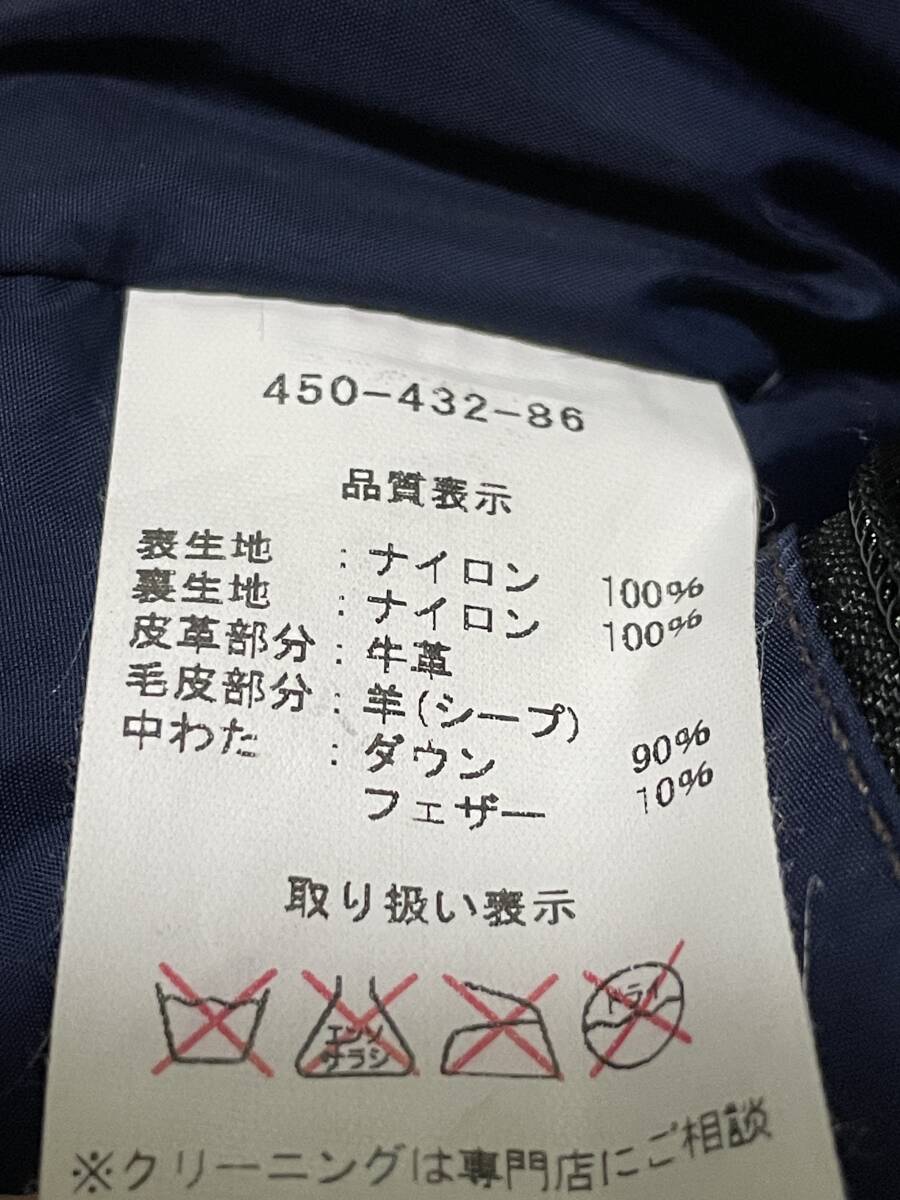 450-432-86
品質表示
表生地 : ナイロン 100%
裏生地 : ナイロン 100%
皮革部分 : 牛革
毛皮部分 : 羊(シープ)
中わた : ダウン 90%
フェザー 10%
取り扱い表示
エンソ
サラシ
ドライ
※クリーニングは専門店にご相談